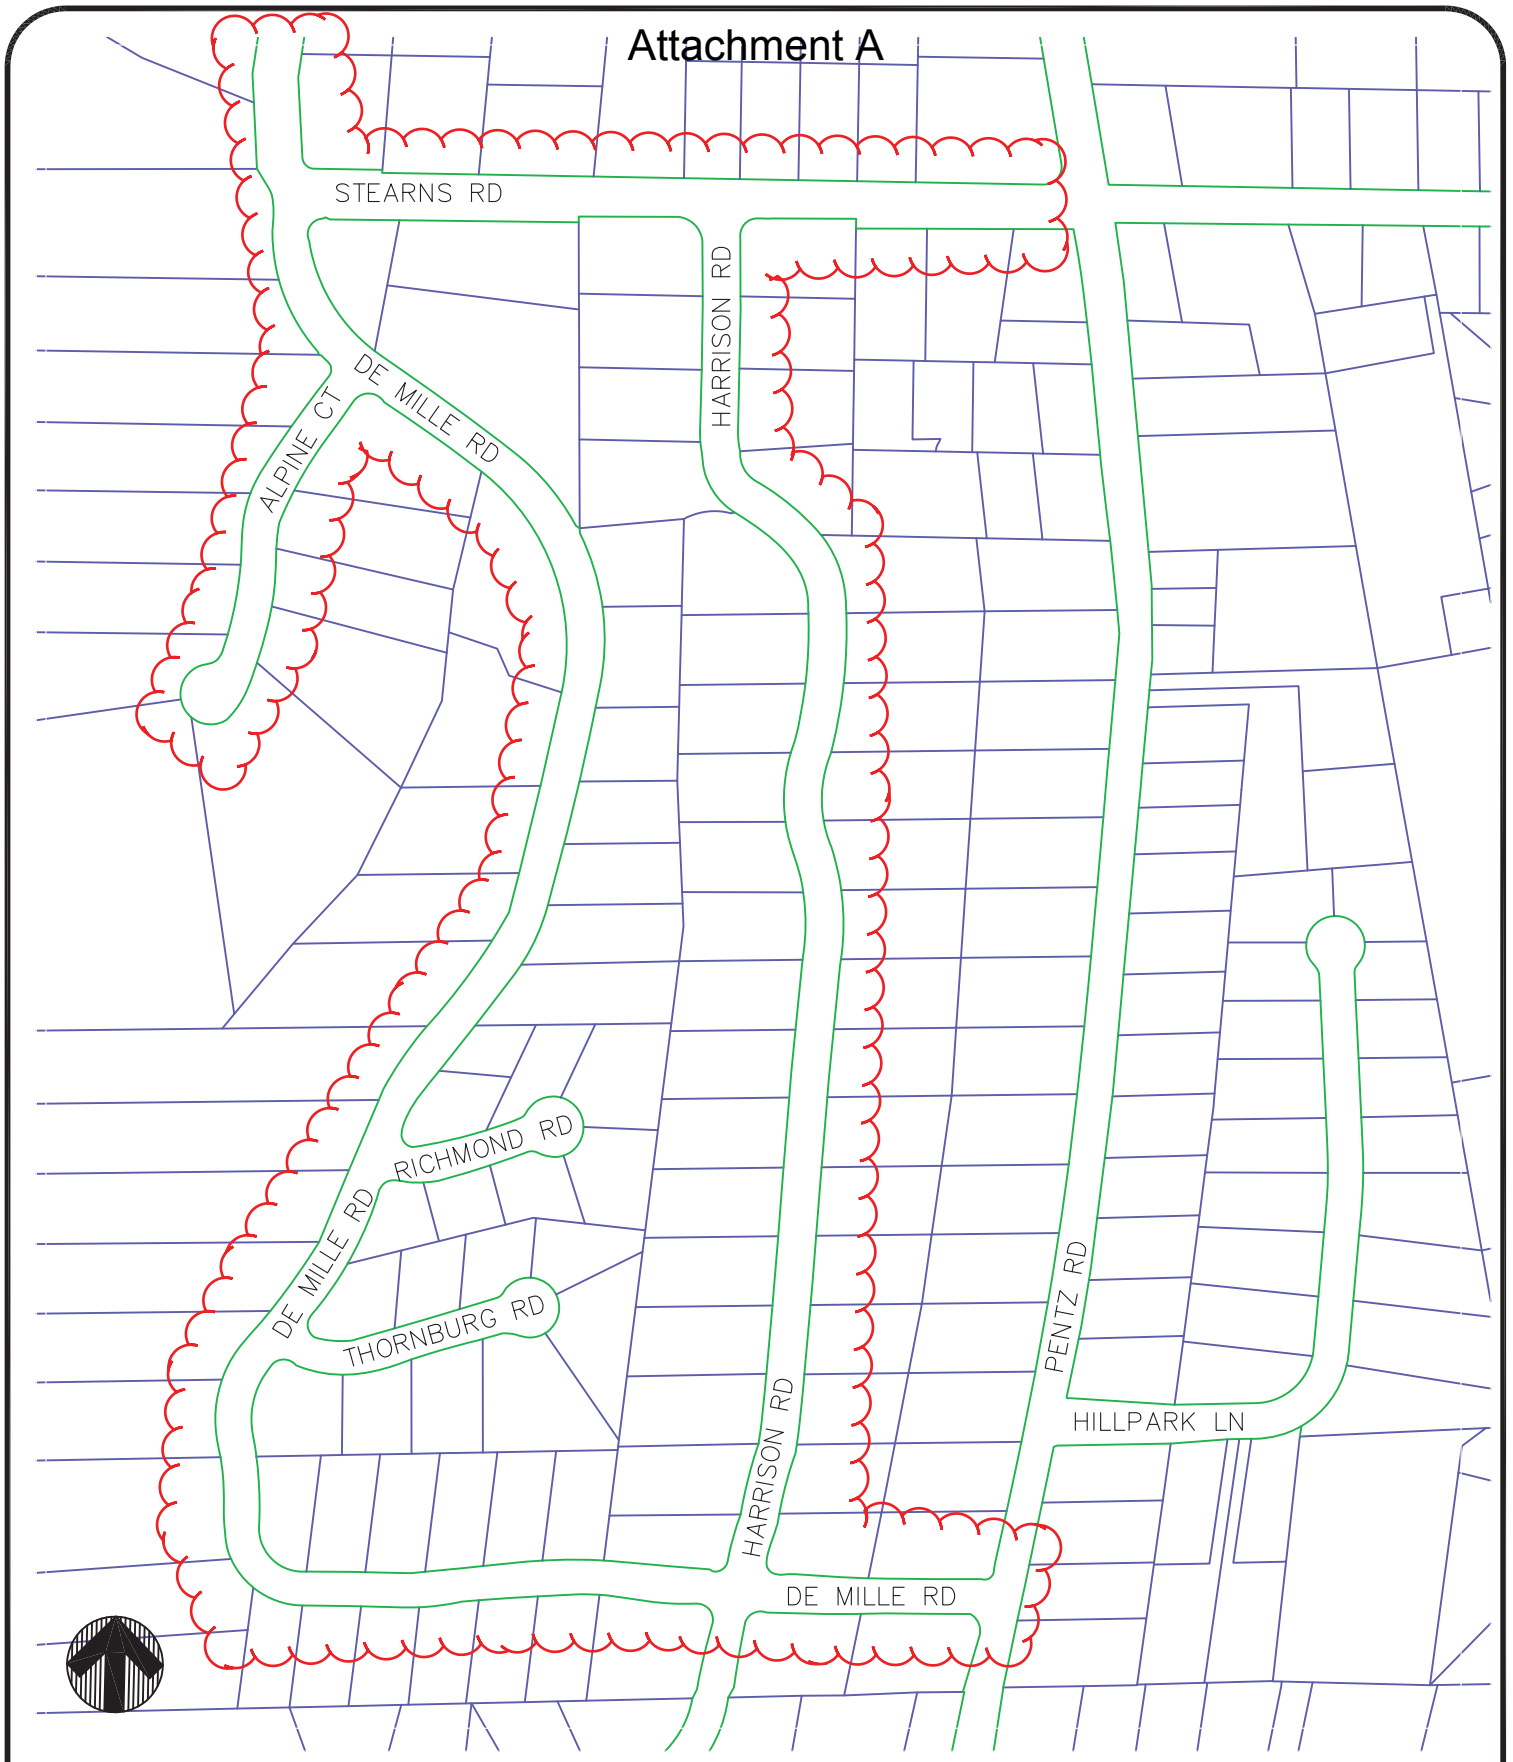 Attachment A
STEARNS RD
HARRISON RD
DE MILLE RD
ALPINE CT
RICHMOND RD
DE MILLE RD
THORNBURG RD
PENTZ RD
HARRISON RD
HILLPARK LN
DE MILLE RD